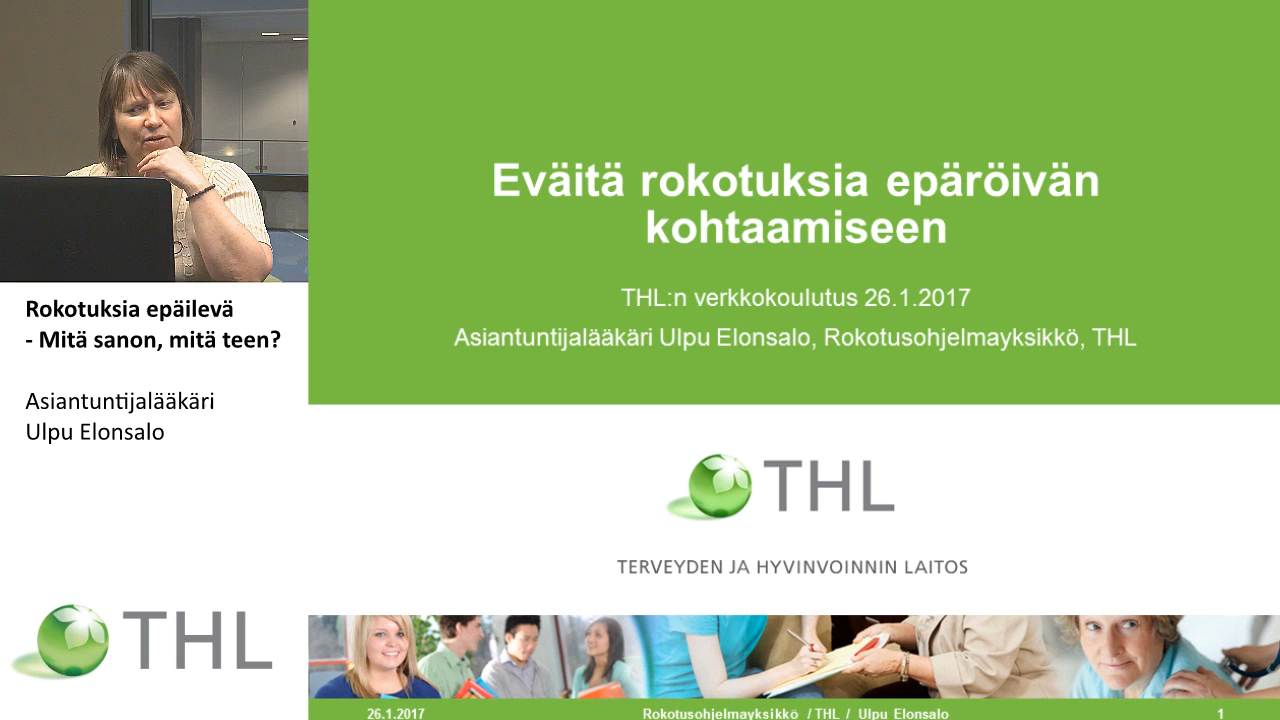 Rokotuksia epäilevä
- Mitä sanon, mitä teen?
Asiantuntijalääkäri
Ulpu Elonsalo
THL
Eväitä rokotuksia epäröivän
kohtaamiseen
THL:n verkkokoulutus 26.1.2017
Asiantuntijalääkäri Ulpu Elonsalo, Rokotusohjelmayksikkö, THL
THL
TERVEYDEN JA HYVINVOINNIN LAITOS
26.1.2017 Rokotusohjelmayksikkö / THL / Ulpu Elonsalo 1